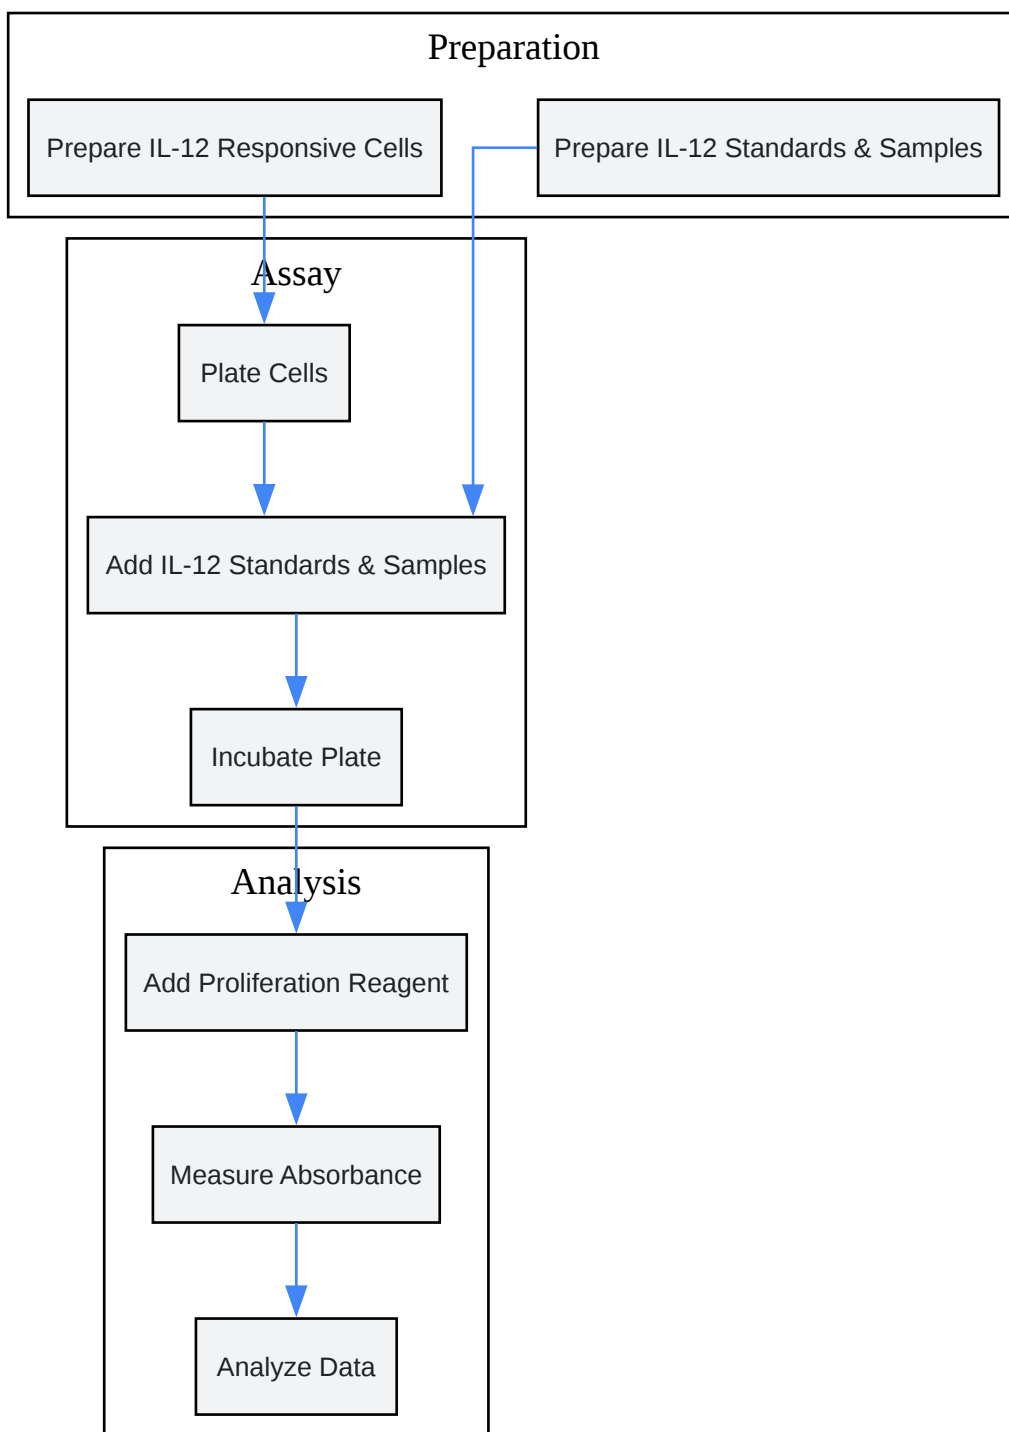 Preparation
Prepare IL-12 Responsive Cells
Prepare IL-12 Standards & Samples
Assay
Plate Cells
Add IL-12 Standards & Samples
Incubate Plate
Analysis
Add Proliferation Reagent
Measure Absorbance
Analyze Data